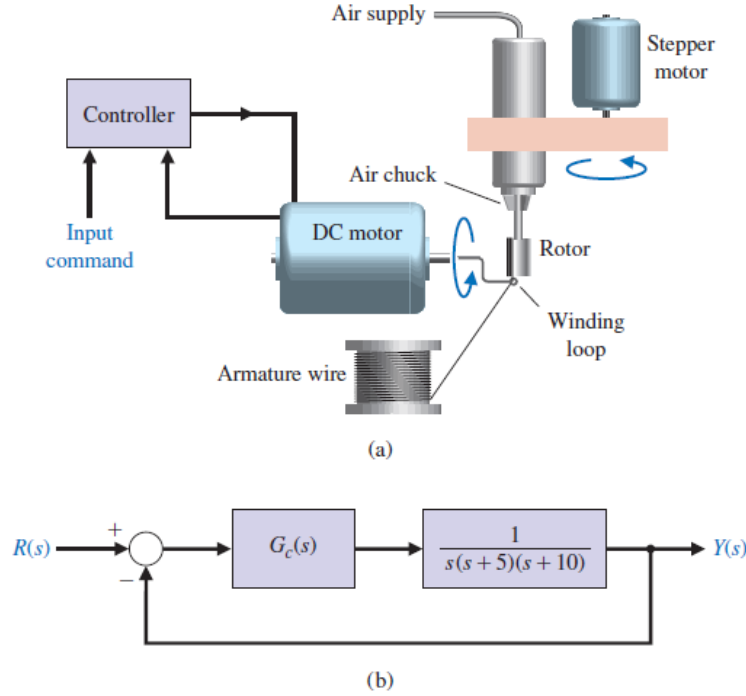 Air supply
Stepper
motor
Controller
Air chuck
Input
command
DC motor
Rotor
Winding
loop
Armature wire
(a)
R(s)
+
−
G_c(s)
1
s(s + 5)(s + 10)
Y(s)
(b)